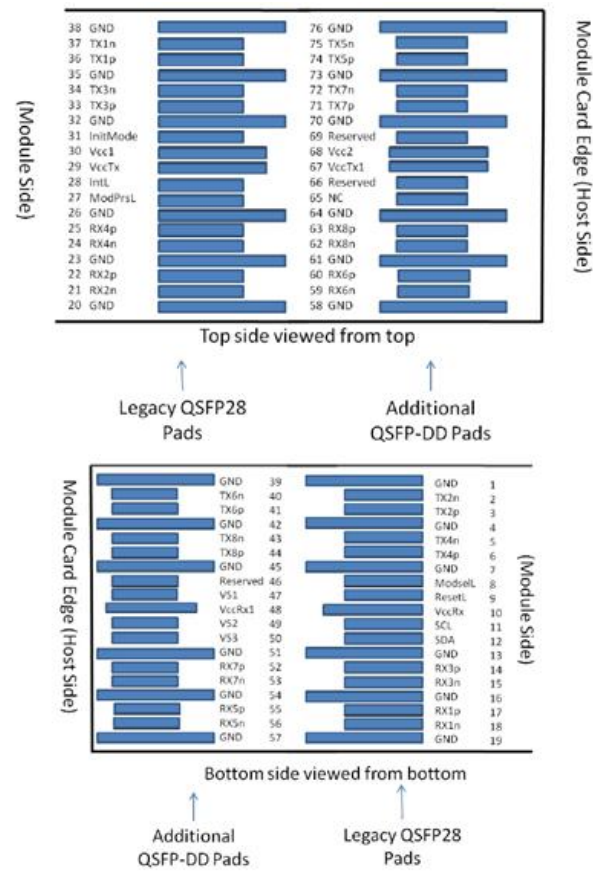 38 GND 76 GND
37 TX1n 75 TX5n
36 TX1p 74 TX5p
35 GND 73 GND
34 TX3n 72 TX7n
33 TX3p 71 TX7p
32 GND 70 GND
31 InitMode 69 Reserved
30 Vcc1 68 Vcc2
29 VccTx 67 VccTx1
28 IntL 66 Reserved
27 ModPrsL 65 NC
26 GND 64 GND
25 RX4p 63 RX8p
24 RX4n 62 RX8n
23 GND 61 GND
22 RX2p 60 RX6p
21 RX2n 59 RX6n
20 GND 58 GND
(Module Side)
Module Card Edge (Host Side)
Top side viewed from top
Legacy QSFP28
Pads
Additional
QSFP-DD Pads
GND 39 GND 1
TX6n 40 TX2n 2
TX6p 41 TX2p 3
GND 42 GND 4
TX8n 43 TX4n 5
TX8p 44 TX4p 6
GND 45 GND 7
Reserved 46 ModselL 8
VS1 47 ResetL 9
VccRx1 48 VccRx 10
VS2 49 SCL 11
VS3 50 SDA 12
GND 51 GND 13
RX7p 52 RX3p 14
RX7n 53 RX3n 15
GND 54 GND 16
RX5p 55 RX1p 17
RX5n 56 RX1n 18
GND 57 GND 19
Module Card Edge (Host Side)
(Module Side)
Bottom side viewed from bottom
Additional
QSFP-DD Pads
Legacy QSFP28
Pads